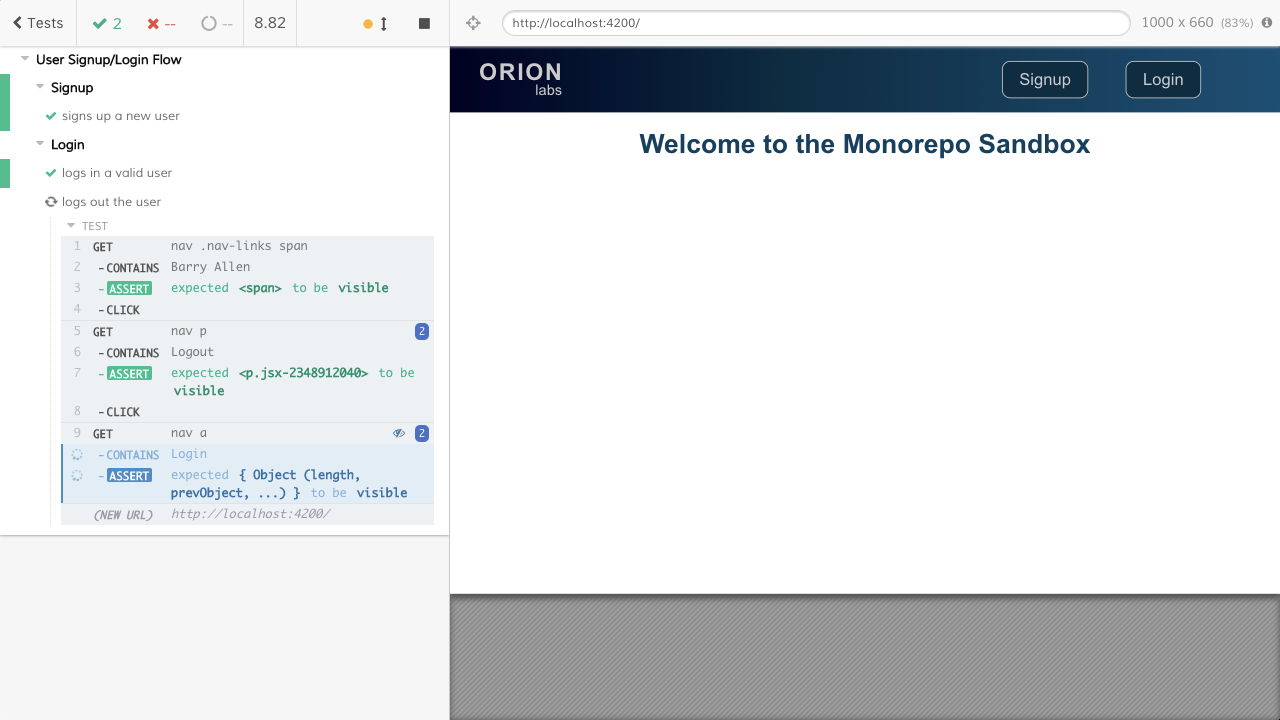 Tests 2 -- -- 8.82
User Signup/Login Flow
Signup
signs up a new user
Login
logs in a valid user
logs out the user
TEST
1 GET nav .nav-links span
2 -CONTAINS Barry Allen
3 -ASSERT expected <span> to be visible
4 -CLICK
5 GET nav p 2
6 -CONTAINS Logout
7 -ASSERT expected <p.jsx-2348912040> to be
visible
8 -CLICK
9 GET nav a 2
-CONTAINS Login
-ASSERT expected { Object (length,
prevObject, ...) } to be visible
(NEW URL) http://localhost:4200/
http://localhost:4200/ 1000 x 660 (83%)
ORION
labs
Signup Login
Welcome to the Monorepo Sandbox